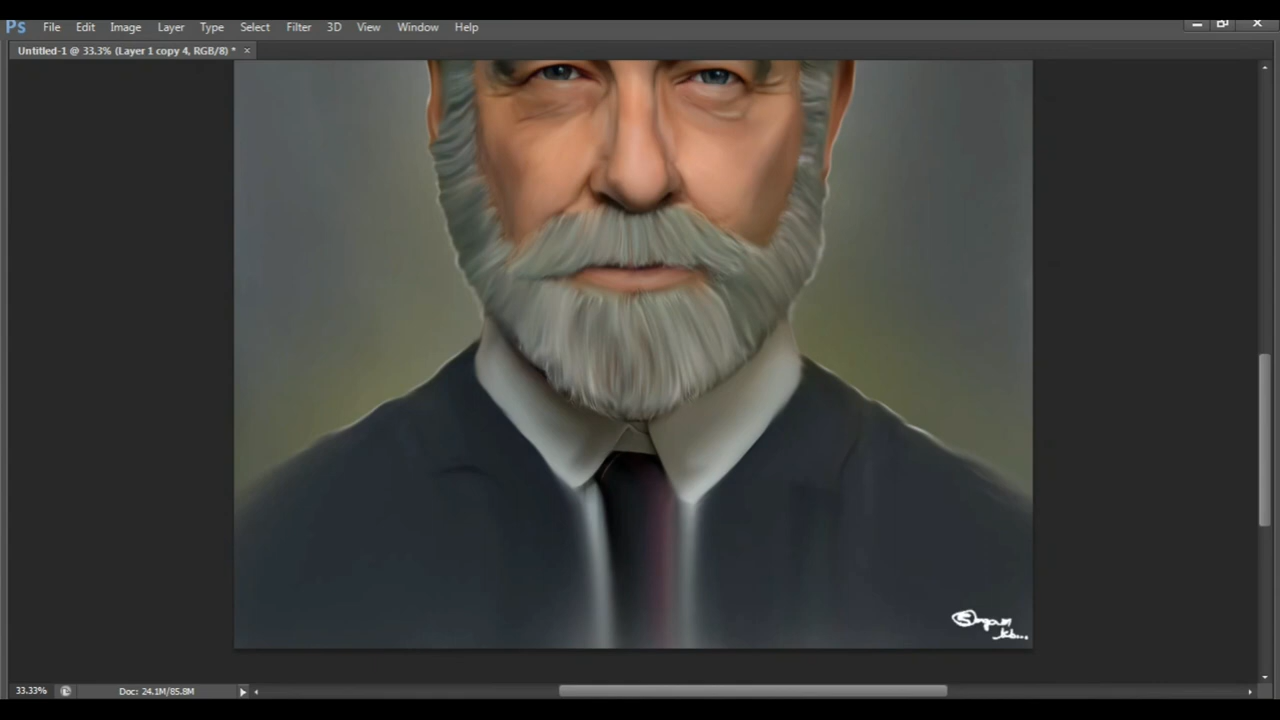 Ps File Edit Image Layer Type Select Filter 3D View Window Help
Untitled-1 @ 33.3% (Layer 1 copy 4, RGB/8) *
33.33% Doc: 24.1M/85.8M